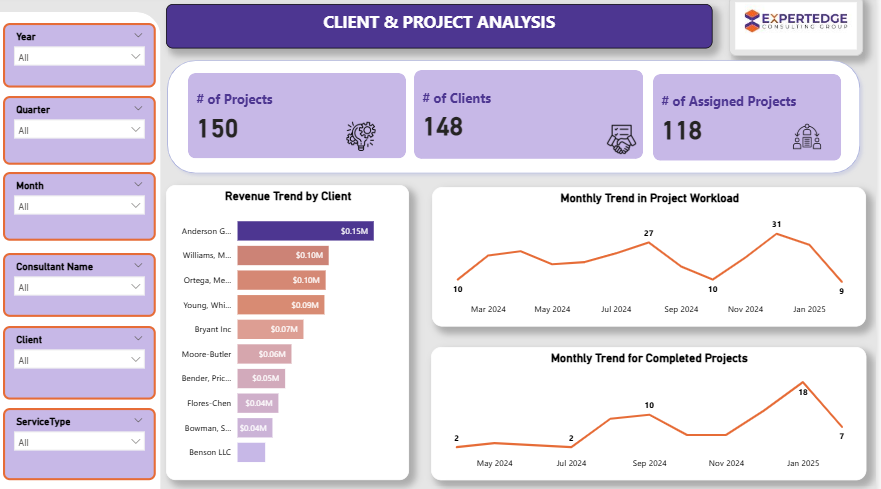 CLIENT & PROJECT ANALYSIS
EXPERTEDGE
CONSULTING GROUP
Year
All
Quarter
All
Month
All
Consultant Name
All
Client
All
ServiceType
All
# of Projects
150
# of Clients
148
# of Assigned Projects
118
Revenue Trend by Client
Anderson G... $0.15M
Williams, M... $0.10M
Ortega, Me... $0.10M
Young, Whi... $0.09M
Bryant Inc $0.07M
Moore-Butler $0.06M
Bender, Pric... $0.05M
Flores-Chen $0.04M
Bowman, S... $0.04M
Benson LLC
Monthly Trend in Project Workload
10 27 10 31 9
Mar 2024 May 2024 Jul 2024 Sep 2024 Nov 2024 Jan 2025
Monthly Trend for Completed Projects
2 2 10 18 7
May 2024 Jul 2024 Sep 2024 Nov 2024 Jan 2025